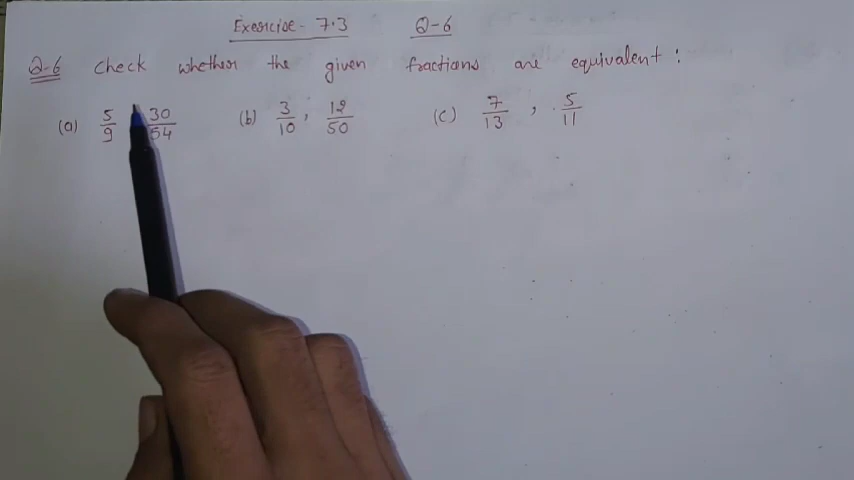 Exercise - 7.3 Q-6
Q-6 Check whether the given fractions are equivalent :
(a) 5/9 30/54 (b) 3/10 , 12/50 (c) 7/13 , 5/11